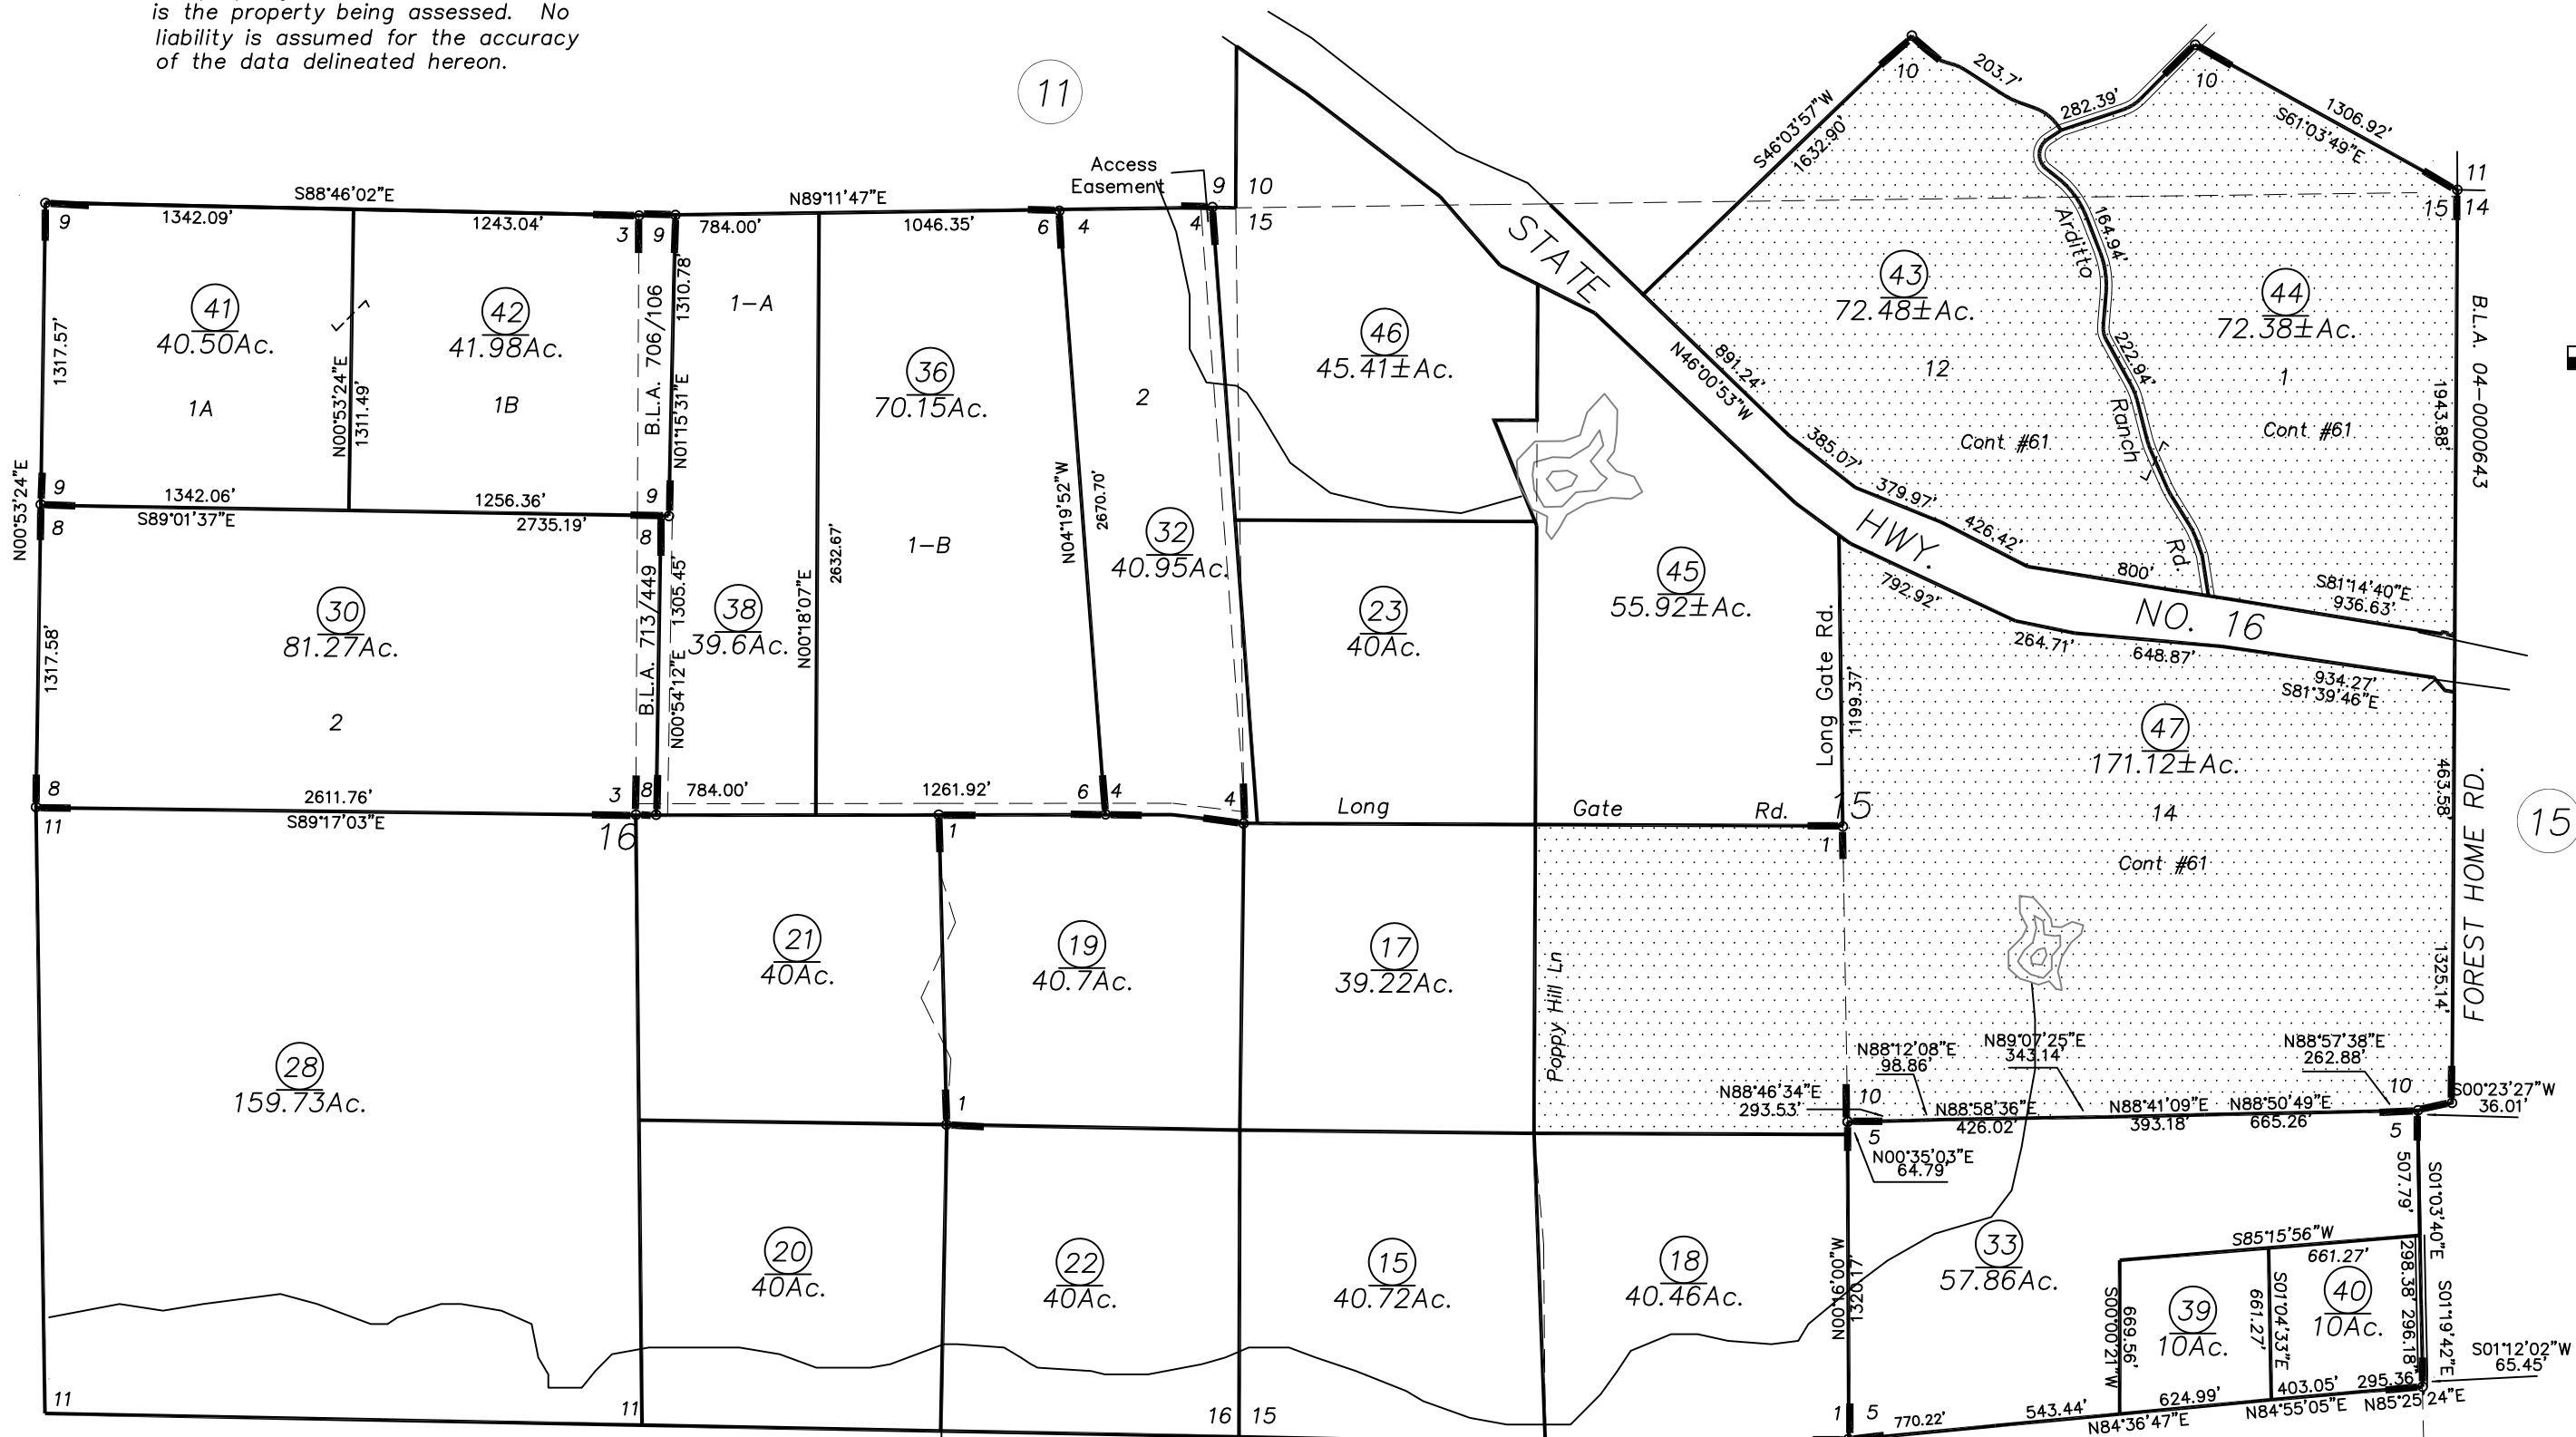 is the property being assessed. No
liability is assumed for the accuracy
of the data delineated hereon.
11
Access
Easement
S88°46'02"E
1342.09'
1243.04'
N89°11'47"E
784.00'
1046.35'
9
3
9
6
4
4
9
10
15
10
203.7'
282.39'
10
1306.92'
S61°03'49"E
S46°03'57"W
1632.90'
11
15
14
41
40.50Ac.
1A
42
41.98Ac.
1B
1317.57'
N00°53'24"E
1311.49'
B.L.A. 706/106
1310.78'
N01°15'31"E
1-A
36
70.15Ac.
1-B
2
N04°19'52"W
2670.70'
32
40.95Ac.
STATE
HWY.
NO. 16
46
45.41±Ac.
43
72.48±Ac.
12
Cont #61
44
72.38±Ac.
1
Cont #61
Arditto
Ranch
Rd.
164.94'
222.94'
891.24'
N46°00'53"W
385.07'
379.97'
426.42'
800'
S81°14'40"E
936.63'
792.92'
264.71'
648.87'
934.27'
S81°39'46"E
1943.88'
B.L.A. 04-0000643
N00°53'24"E
9
8
1342.06'
S89°01'37"E
1256.36'
2735.19'
9
8
30
81.27Ac.
2
1317.58'
B.L.A. 713/449
1305.45'
N00°54'12"E
38
39.6Ac.
N00°18'07"E
2632.67'
23
40Ac.
45
55.92±Ac.
Long Gate Rd.
1199.37'
47
171.12±Ac.
14
Cont #61
463.58'
FOREST HOME RD.
1325.14'
15
8
11
2611.76'
S89°17'03"E
3
8
16
784.00'
1261.92'
6
4
4
1
Long Gate Rd.
15
1
21
40Ac.
19
40.7Ac.
17
39.22Ac.
Poppy Hill Ln
28
159.73Ac.
1
N88°46'34"E
293.53'
10
5
N88°12'08"E
98.86'
N89°07'25"E
343.14'
N88°57'38"E
262.88'
N88°58'36"E
426.02'
N88°41'09"E
393.18'
N88°50'49"E
665.26'
10
5
S00°23'27"W
36.01'
N00°35'03"E
64.79'
20
40Ac.
22
40Ac.
15
40.72Ac.
18
40.46Ac.
N00°16'00"W
1320.17'
33
57.86Ac.
507.79'
S01°03'40"E
S85°15'56"W
661.27'
S00°00'21"W
669.56'
39
10Ac.
661.27'
S01°04'33"E
40
10Ac.
298.38'
296.18'
S01°19'42"E
S01°12'02"W
65.45'
11
11
16
15
1
5
770.22'
543.44'
N84°36'47"E
624.99'
403.05'
N84°55'05"E
295.36'
N85°25'24"E